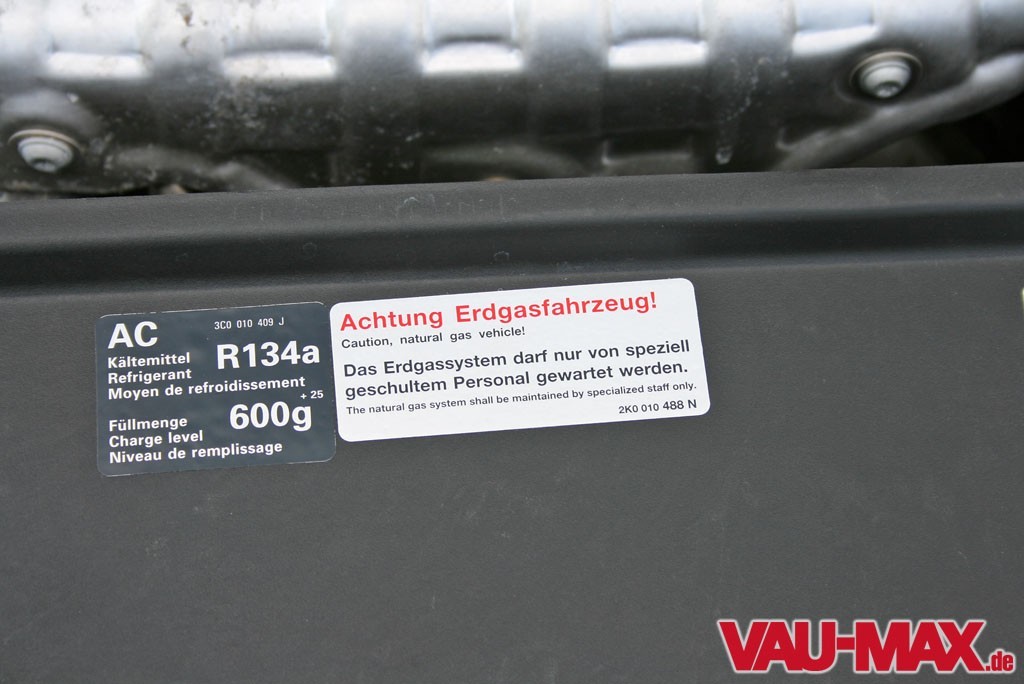 AC
3C0 010 409 J
Kältemittel
Refrigerant
R134a
Moyen de refroidissement
+ 25
Füllmenge
Charge level
600g
Niveau de remplissage
Achtung Erdgasfahrzeug!
Caution, natural gas vehicle!
Das Erdgassystem darf nur von speziell
geschultem Personal gewartet werden.
The natural gas system shall be maintained by specialized staff only.
2K0 010 488 N
VAU-MAX.de